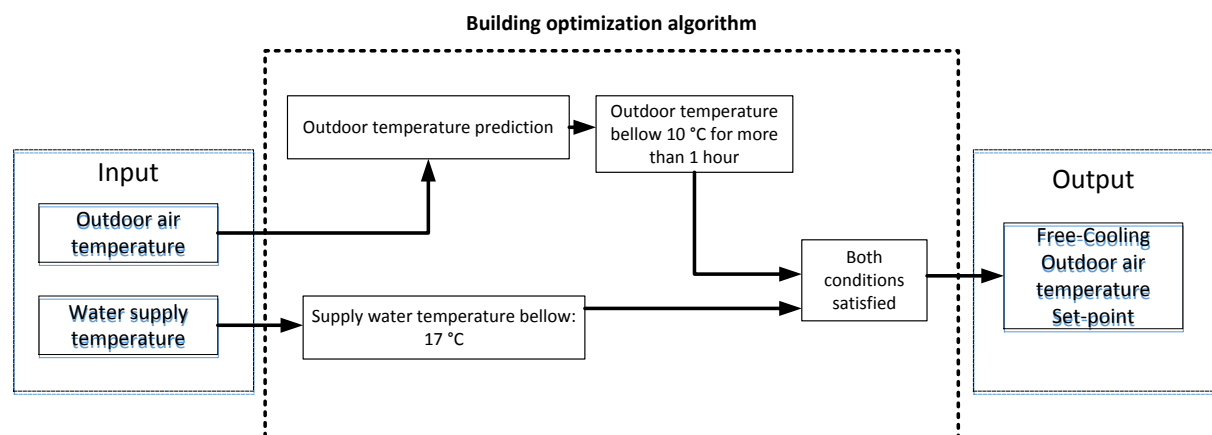 Building optimization algorithm
Input
Outdoor air
temperature
Water supply
temperature
Outdoor temperature prediction
Outdoor temperature
bellow 10 °C for more
than 1 hour
Supply water temperature bellow:
17 °C
Both
conditions
satisfied
Output
Free-Cooling
Outdoor air
temperature
Set-point